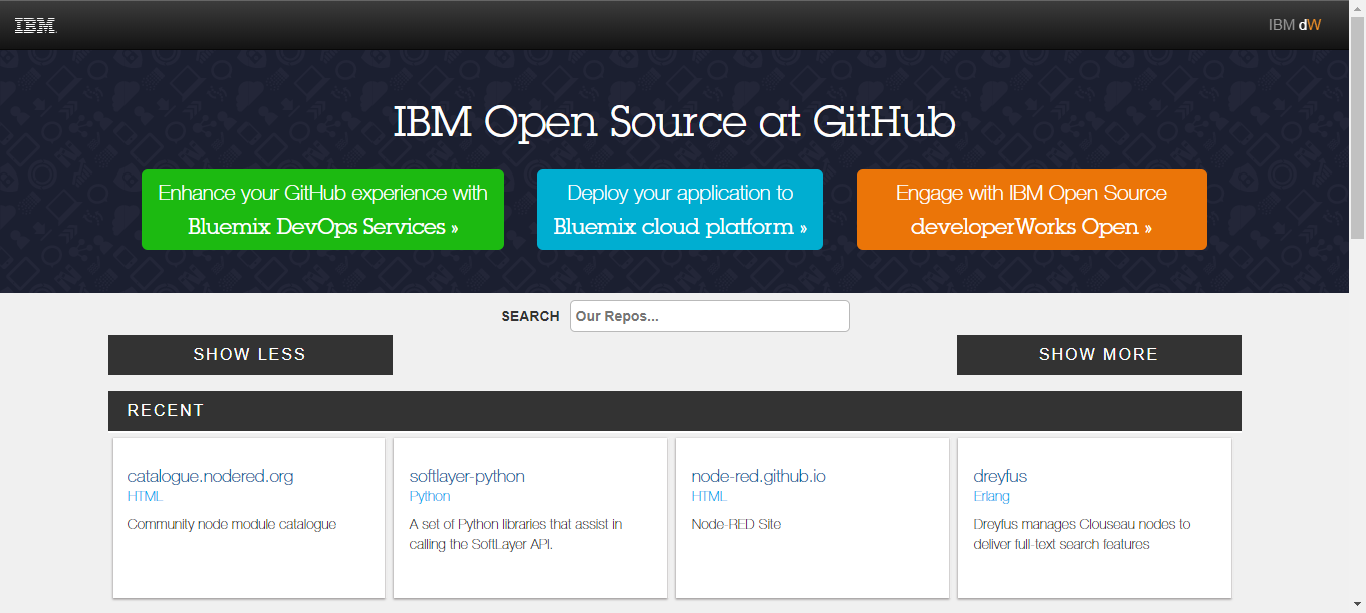 IBM
IBM dW
IBM Open Source at GitHub
Enhance your GitHub experience with
Bluemix DevOps Services »
Deploy your application to
Bluemix cloud platform »
Engage with IBM Open Source
developerWorks Open »
SEARCH Our Repos...
SHOW LESS
SHOW MORE
RECENT
catalogue.nodered.org
HTML
Community node module catalogue
softlayer-python
Python
A set of Python libraries that assist in
calling the SoftLayer API.
node-red.github.io
HTML
Node-RED Site
dreyfus
Erlang
Dreyfus manages Clouseau nodes to
deliver full-text search features